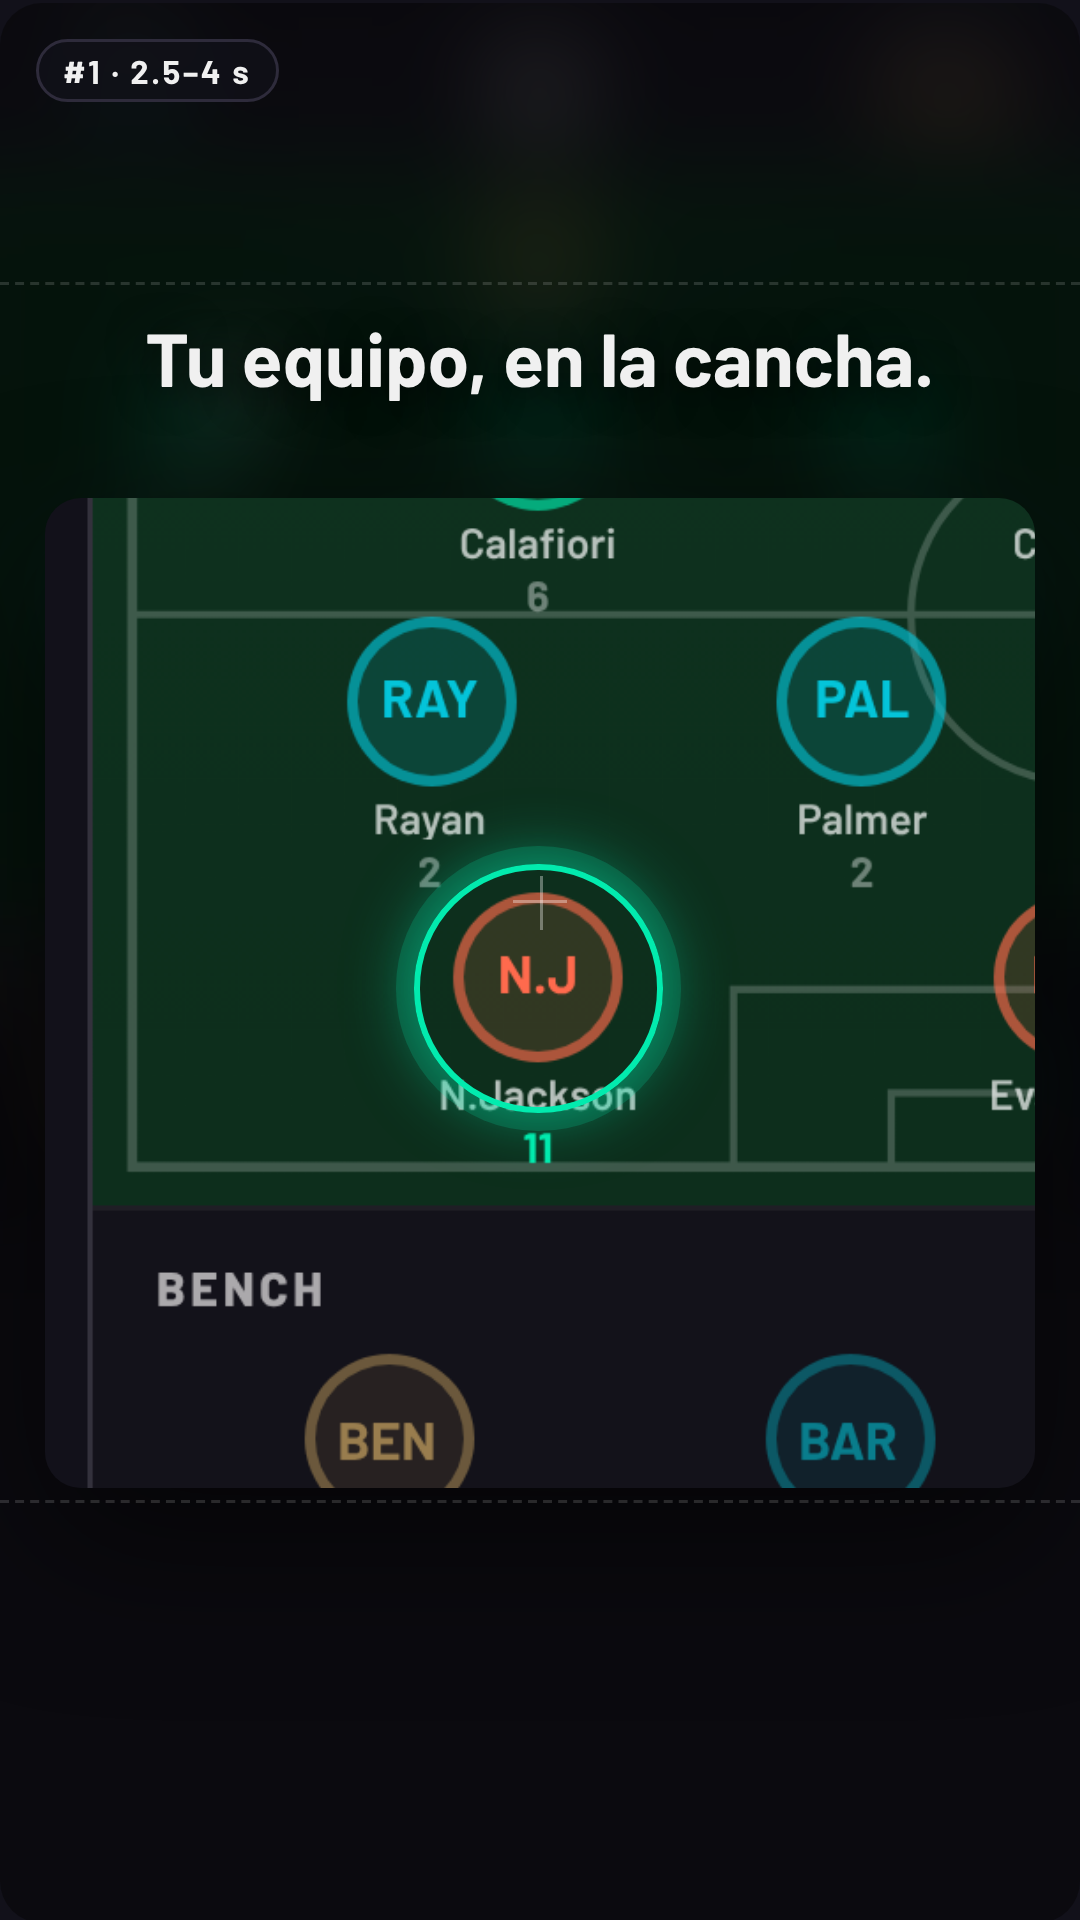 #1 · 2.5–4 s
Tu equipo, en la cancha.
Calafiori
C
6
RAY
PAL
Rayan
Palmer
2
2
N.J
N.Jackson
Ev
11
BENCH
BEN
BAR